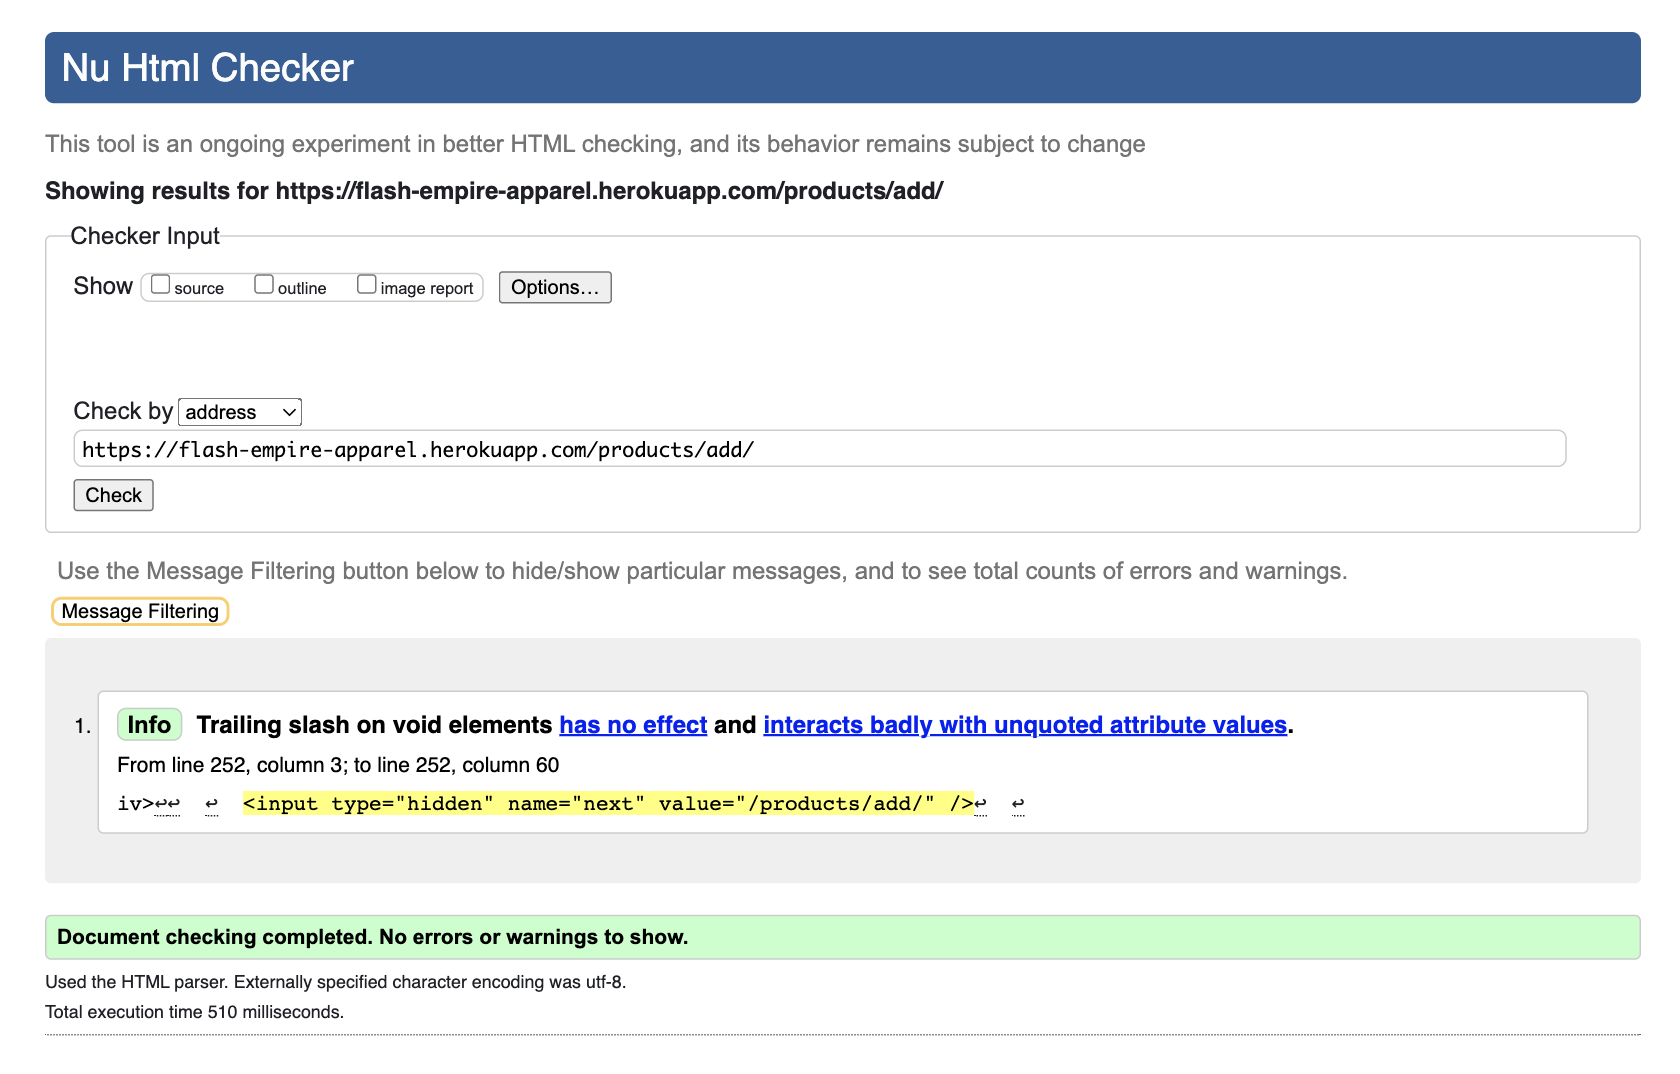 Nu Html Checker
This tool is an ongoing experiment in better HTML checking, and its behavior remains subject to change
Showing results for https://flash-empire-apparel.herokuapp.com/products/add/
Checker Input
Show source outline image report Options…
Check by address
https://flash-empire-apparel.herokuapp.com/products/add/
Check
Use the Message Filtering button below to hide/show particular messages, and to see total counts of errors and warnings.
Message Filtering
1. Info Trailing slash on void elements has no effect and interacts badly with unquoted attribute values.
From line 252, column 3; to line 252, column 60
iv>↩↩  ↩  <input type="hidden" name="next" value="/products/add/" />↩  ↩
Document checking completed. No errors or warnings to show.
Used the HTML parser. Externally specified character encoding was utf-8.
Total execution time 510 milliseconds.